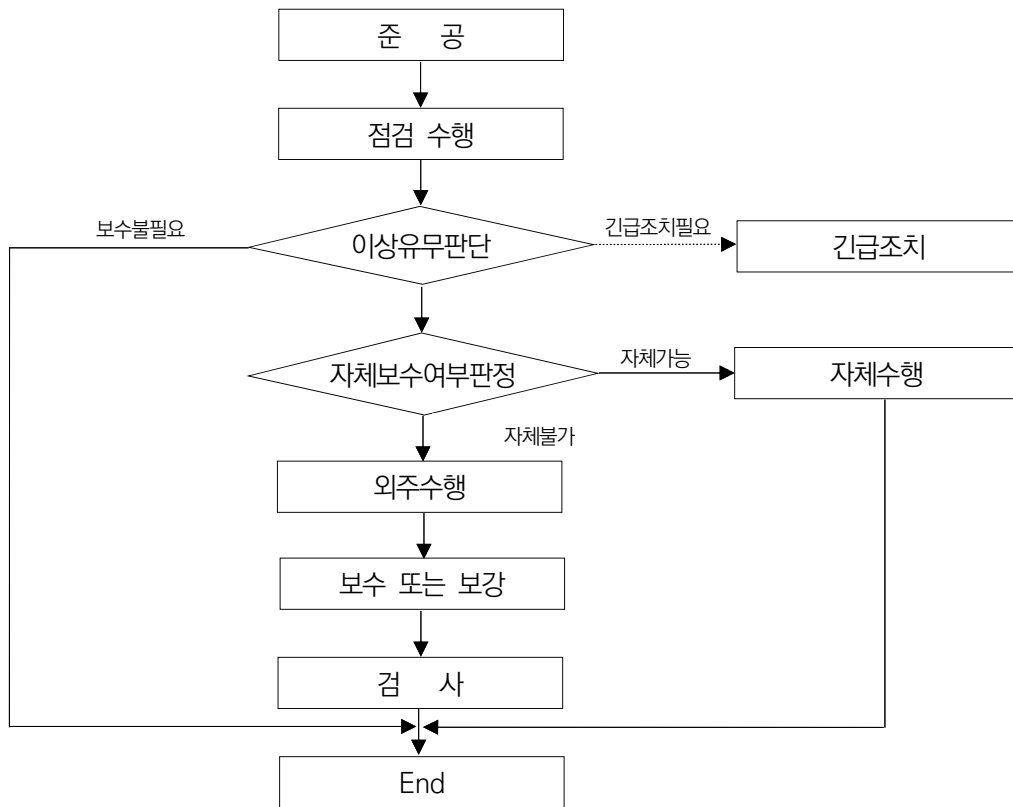 준 공
점검 수행
보수불필요
이상유무판단
긴급조치필요
긴급조치
자체보수여부판정
자체가능
자체수행
자체불가
외주수행
보수 또는 보강
검 사
End